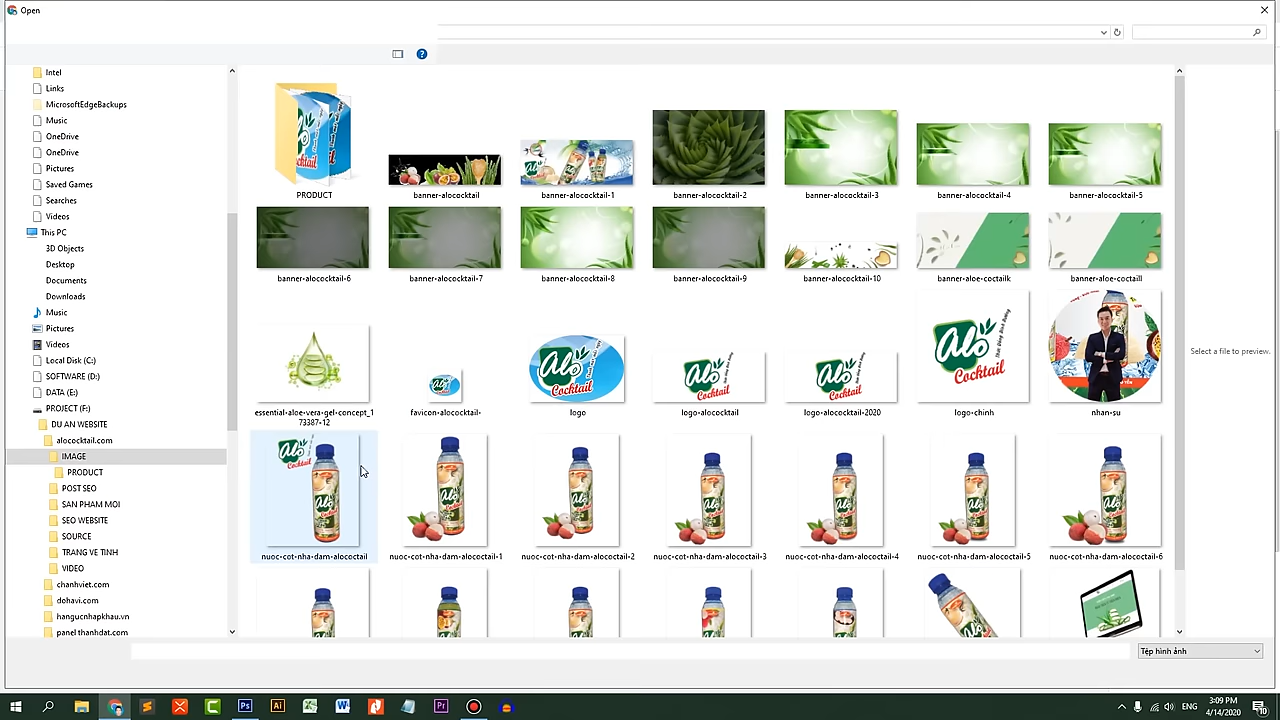 Open
Intel
Links
MicrosoftEdgeBackups
Music
OneDrive
OneDrive
Pictures
Saved Games
Searches
Videos
This PC
3D Objects
Desktop
Documents
Downloads
Music
Pictures
Videos
Local Disk (C:)
SOFTWARE (D:)
DATA (E:)
PROJECT (F:)
DU AN WEBSITE
alococktail.com
IMAGE
PRODUCT
POST SEO
SAN PHAM MOI
SEO WEBSITE
SOURCE
TRANG VE TINH
VIDEO
chanhviet.com
dohavi.com
hangucnhapkhau.vn
panel thanhdat.com
PRODUCT
banner-alococktail
banner-alococktail-1
banner-alococktail-2
banner-alococktail-3
banner-alococktail-4
banner-alococktail-5
banner-alococktail-6
banner-alococktail-7
banner-alococktail-8
banner-alococktail-9
banner-alococktail-10
banner-aloe-coctailk
banner-aloe-coctaill
Alo
Cocktail
essential-aloe-vera-gel-concept_1
73387-12
favicon-alococktail-
logo
logo-alococktail
logo-alococktail-2020
logo-chinh
nhan-su
nuoc-cot-nha-dam-alococtail
nuoc-cot-nha-dam-alococtail-1
nuoc-cot-nha-dam-alococtail-2
nuoc-cot-nha-dam-alococtail-3
nuoc-cot-nha-dam-alococtail-4
nuoc-cot-nha-dam-alococtail-5
nuoc-cot-nha-dam-alococtail-6
Select a file to preview.
Tệp hình ảnh
ENG
3:09 PM
4/14/2020